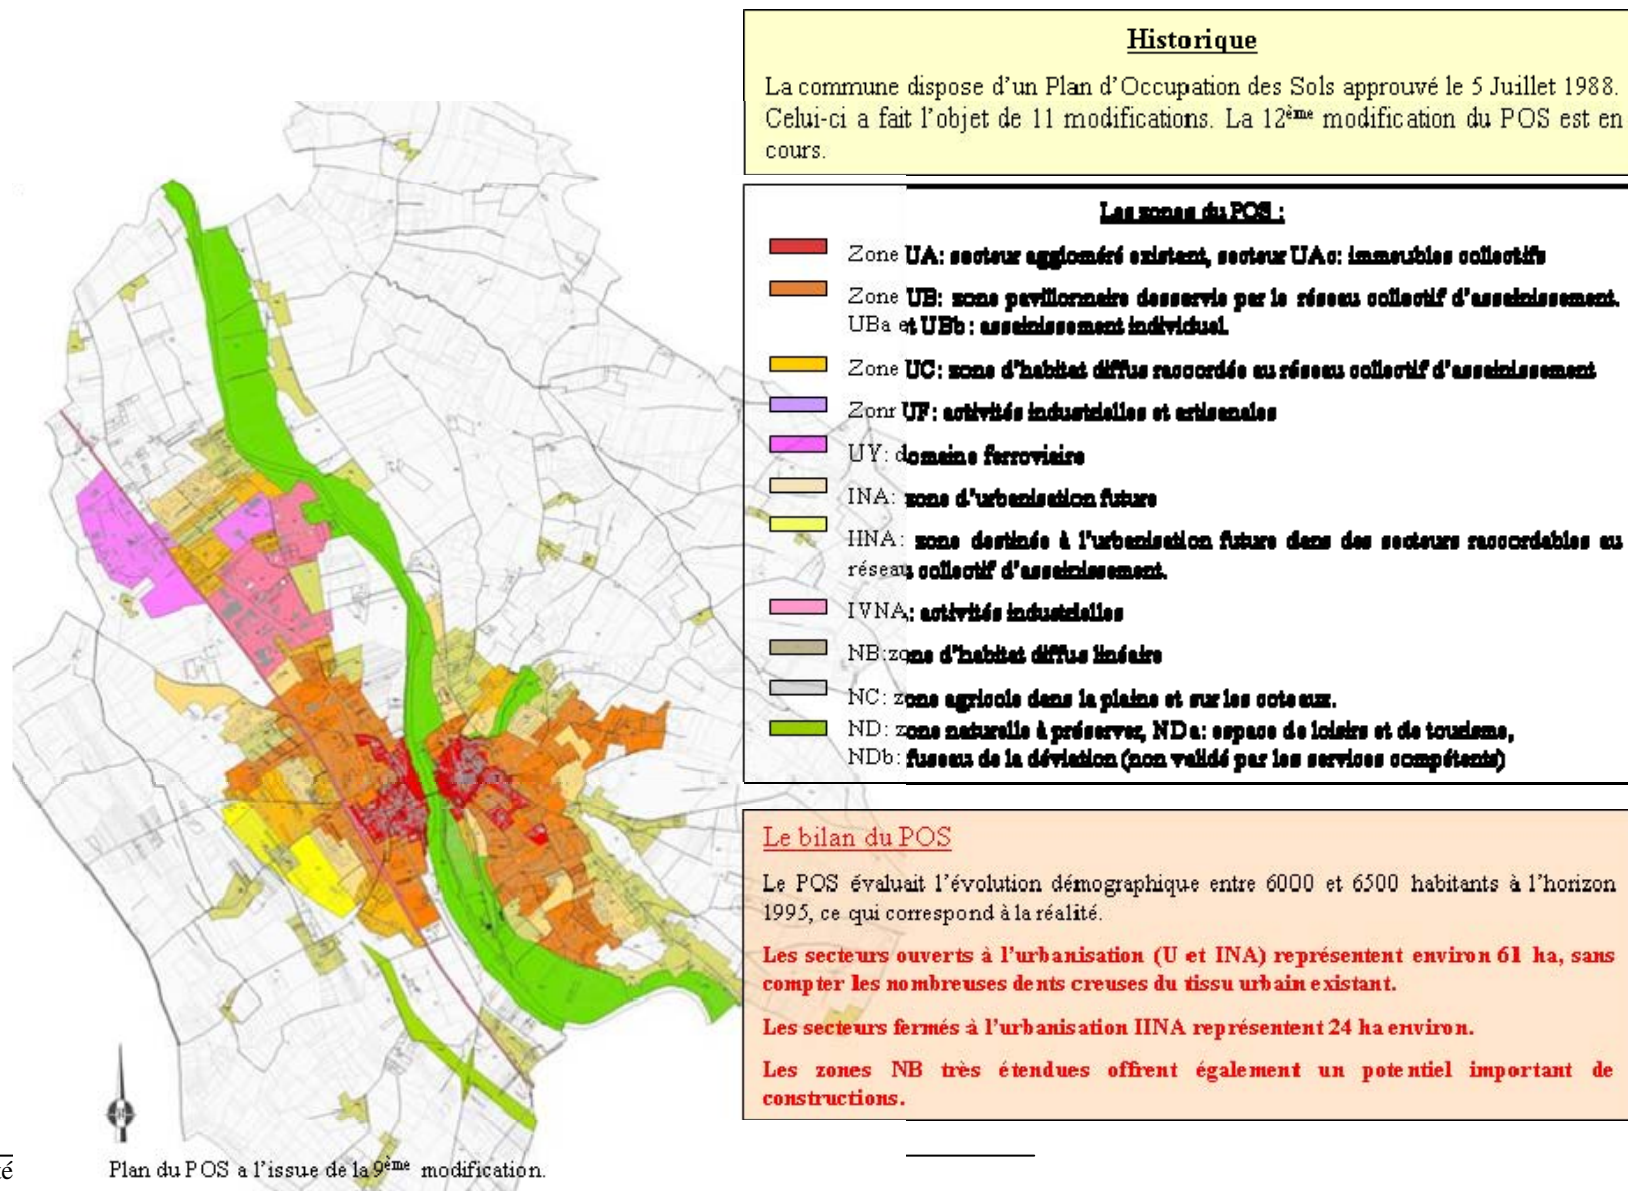 Historique
La commune dispose d'un Plan d'Occupation des Sols approuvé le 5 Juillet 1988.
Celui-ci a fait l'objet de 11 modifications. La 12ème modification du POS est en
cours.
Les zones du POS :
Zone UA: secteur aggloméré existant, secteur UAc: immeubles collectifs
Zone UB: zone pavillonnaire desservie par le réseau collectif d'assainissement.
UBa et UBb : assainissement individuel.
Zone UC: zone d'habitat diffus raccordée au réseau collectif d'assainissement
Zonr UF: activités industrielles et artisanales
UY: domaine ferroviaire
INA: zone d'urbanisation future
IINA: zone destinée à l'urbanisation future dans des secteurs raccordables au
réseau collectif d'assainissement.
IVNA: activités industrielles
NB:zone d'habitat diffus linéaire
NC: zone agricole dans la plaine et sur les coteaux.
ND: zone naturelle à préserver, NDa: espace de loisirs et de tourisme,
NDb: fuseau de la déviation (non validé par les services compétents)
Le bilan du POS
Le POS évaluait l'évolution démographique entre 6000 et 6500 habitants à l'horizon
1995, ce qui correspond à la réalité.
Les secteurs ouverts à l'urbanisation (U et INA) représentent environ 61 ha, sans
compter les nombreuses dents creuses du tissu urbain existant.
Les secteurs fermés à l'urbanisation IINA représentent 24 ha environ.
Les zones NB très étendues offrent également un potentiel important de
constructions.
té
Plan du POS a l'issue de la 9ème modification.